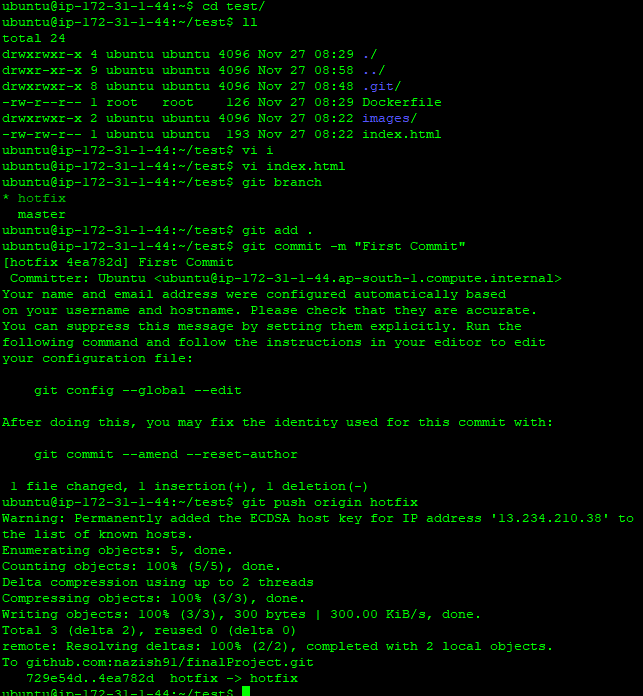 ubuntu@ip-172-31-1-44:~$ cd test/
ubuntu@ip-172-31-1-44:~/test$ ll
total 24
drwxrwxr-x 4 ubuntu ubuntu 4096 Nov 27 08:29 ./
drwxr-xr-x 9 ubuntu ubuntu 4096 Nov 27 08:58 ../
drwxrwxr-x 8 ubuntu ubuntu 4096 Nov 27 08:48 .git/
-rw-r--r-- 1 root   root    126 Nov 27 08:29 Dockerfile
drwxrwxr-x 2 ubuntu ubuntu 4096 Nov 27 08:22 images/
-rw-rw-r-- 1 ubuntu ubuntu  193 Nov 27 08:22 index.html
ubuntu@ip-172-31-1-44:~/test$ vi i
ubuntu@ip-172-31-1-44:~/test$ vi index.html
ubuntu@ip-172-31-1-44:~/test$ git branch
* hotfix
  master
ubuntu@ip-172-31-1-44:~/test$ git add .
ubuntu@ip-172-31-1-44:~/test$ git commit -m "First Commit"
[hotfix 4ea782d] First Commit
 Committer: Ubuntu <ubuntu@ip-172-31-1-44.ap-south-1.compute.internal>
Your name and email address were configured automatically based
on your username and hostname. Please check that they are accurate.
You can suppress this message by setting them explicitly. Run the
following command and follow the instructions in your editor to edit
your configuration file:

    git config --global --edit

After doing this, you may fix the identity used for this commit with:

    git commit --amend --reset-author

 1 file changed, 1 insertion(+), 1 deletion(-)
ubuntu@ip-172-31-1-44:~/test$ git push origin hotfix
Warning: Permanently added the ECDSA host key for IP address '13.234.210.38' to
the list of known hosts.
Enumerating objects: 5, done.
Counting objects: 100% (5/5), done.
Delta compression using up to 2 threads
Compressing objects: 100% (3/3), done.
Writing objects: 100% (3/3), 300 bytes | 300.00 KiB/s, done.
Total 3 (delta 2), reused 0 (delta 0)
remote: Resolving deltas: 100% (2/2), completed with 2 local objects.
To github.com:nazish91/finalProject.git
   729e54d..4ea782d  hotfix -> hotfix
ubuntu@ip-172-31-1-44:~/test$